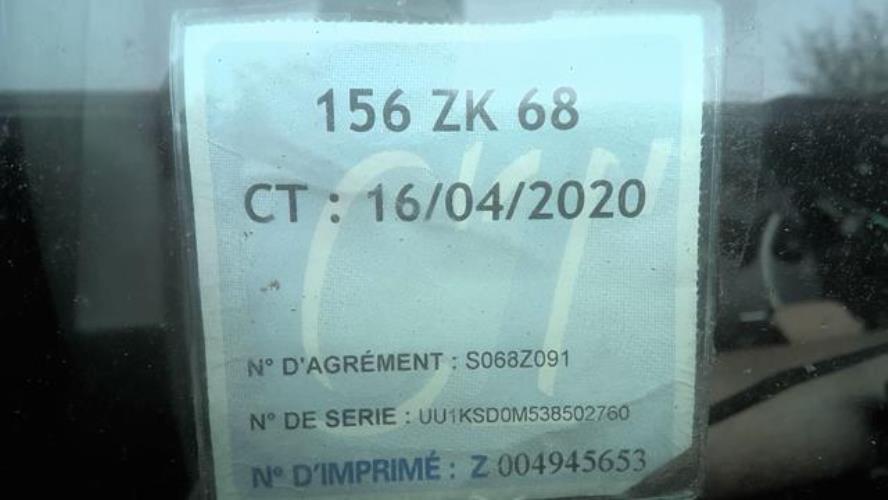 156 ZK 68
CT : 16/04/2020
N° D'AGRÉMENT : S068Z091
N° DE SERIE : UU1KSD0M538502760
N° D'IMPRIMÉ : Z 004945653